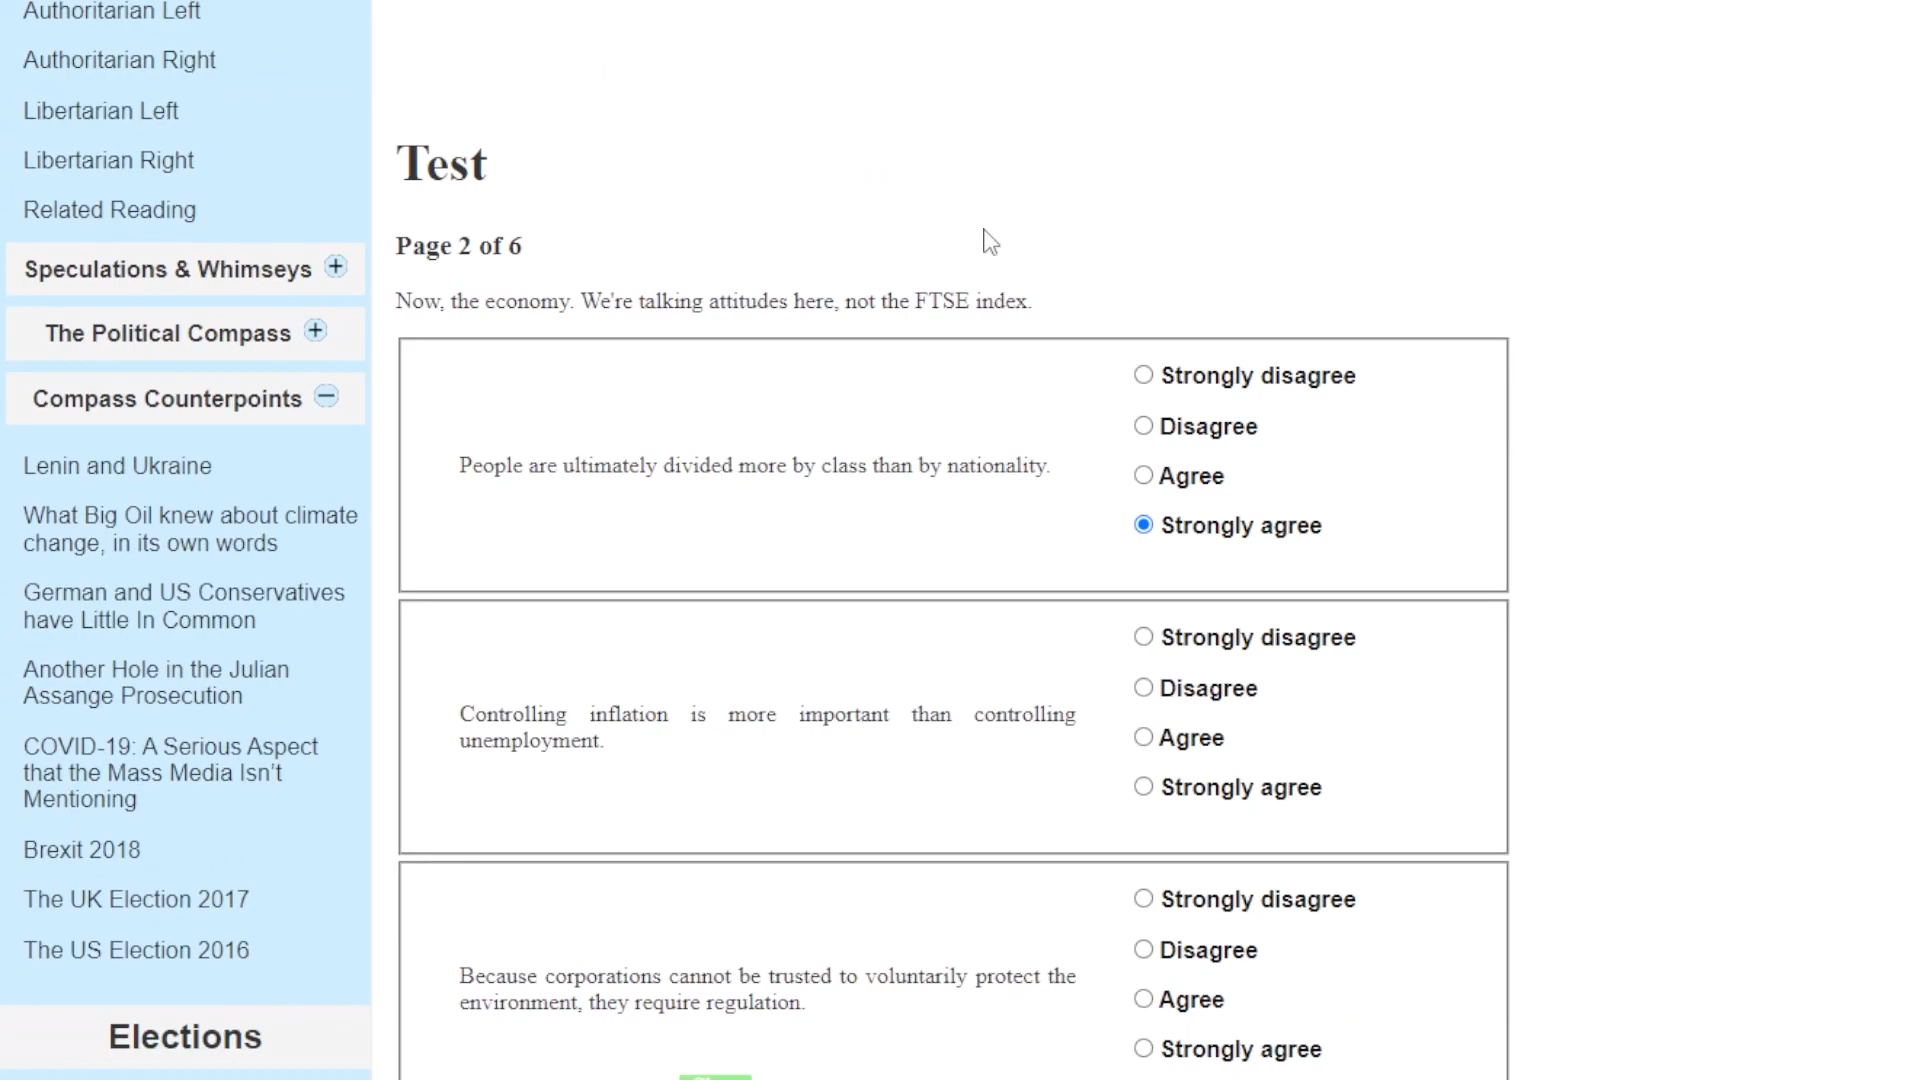 Authoritarian Left
Authoritarian Right
Libertarian Left
Libertarian Right
Related Reading
Speculations & Whimseys
The Political Compass
Compass Counterpoints
Lenin and Ukraine
What Big Oil knew about climate
change, in its own words
German and US Conservatives
have Little In Common
Another Hole in the Julian
Assange Prosecution
COVID-19: A Serious Aspect
that the Mass Media Isn't
Mentioning
Brexit 2018
The UK Election 2017
The US Election 2016
Elections
Test
Page 2 of 6
Now, the economy. We're talking attitudes here, not the FTSE index.
People are ultimately divided more by class than by nationality.
Strongly disagree
Disagree
Agree
Strongly agree
Controlling inflation is more important than controlling
unemployment.
Strongly disagree
Disagree
Agree
Strongly agree
Because corporations cannot be trusted to voluntarily protect the
environment, they require regulation.
Strongly disagree
Disagree
Agree
Strongly agree